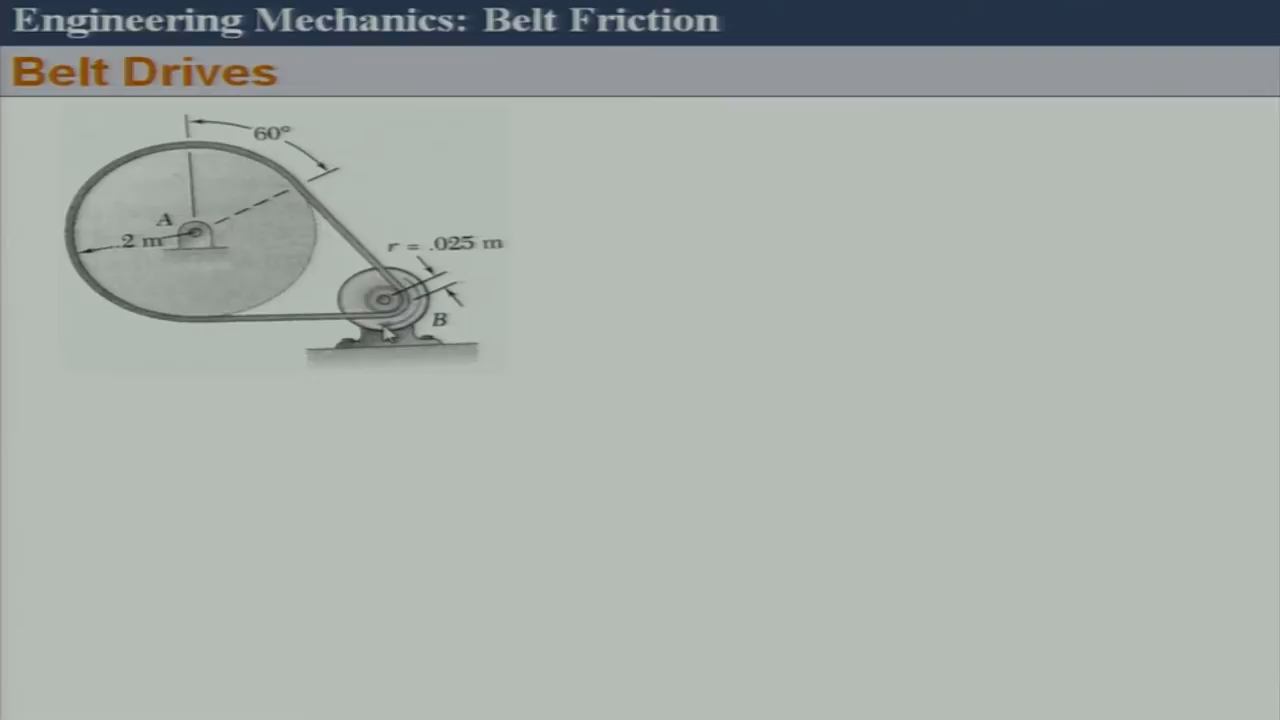 Engineering Mechanics: Belt Friction
Belt Drives
60°
A
.2 m
r = .025 m
B